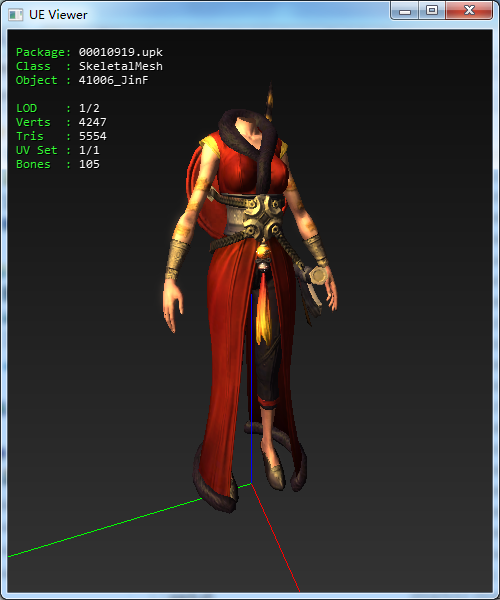 UE Viewer
Package: 00010919.upk
Class : SkeletalMesh
Object : 41006_JinF
LOD : 1/2
Verts : 4247
Tris : 5554
UV Set : 1/1
Bones : 105